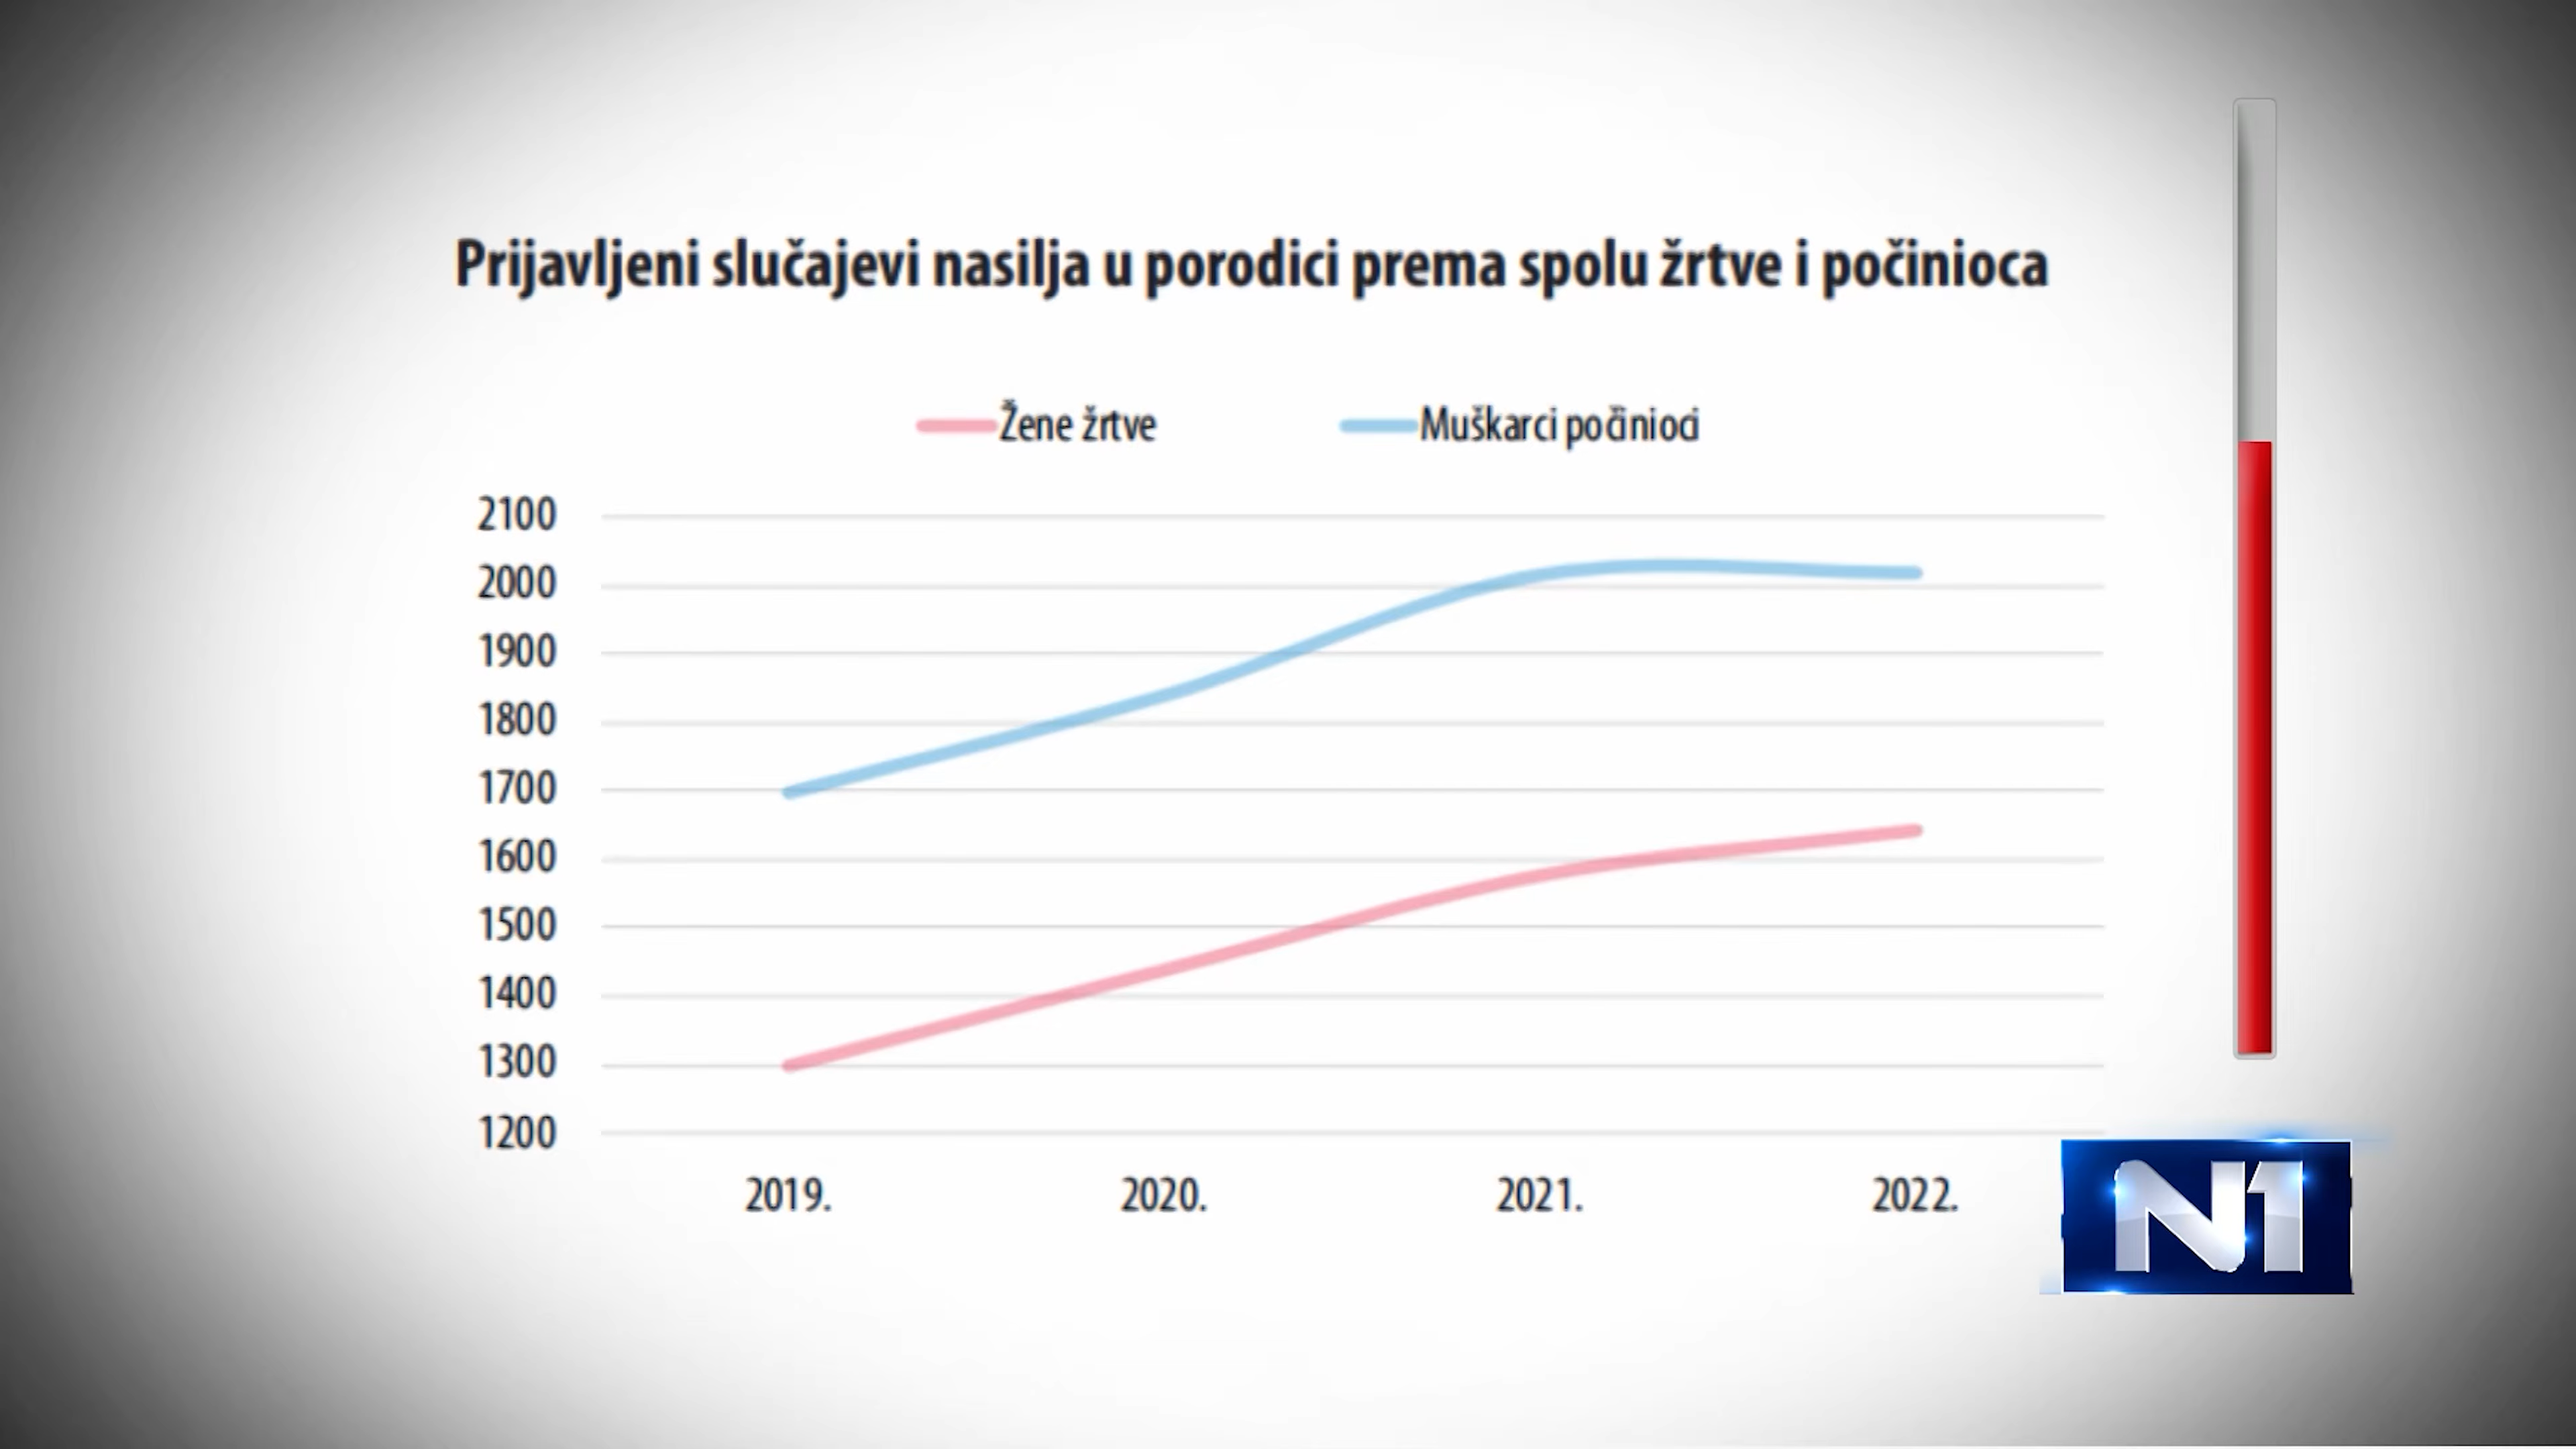 Prijavljeni slučajevi nasilja u porodici prema spolu žrtve i počinioca
Žene žrtve Muškarci počinioci
2100
2000
1900
1800
1700
1600
1500
1400
1300
1200
2019. 2020. 2021. 2022.
N1